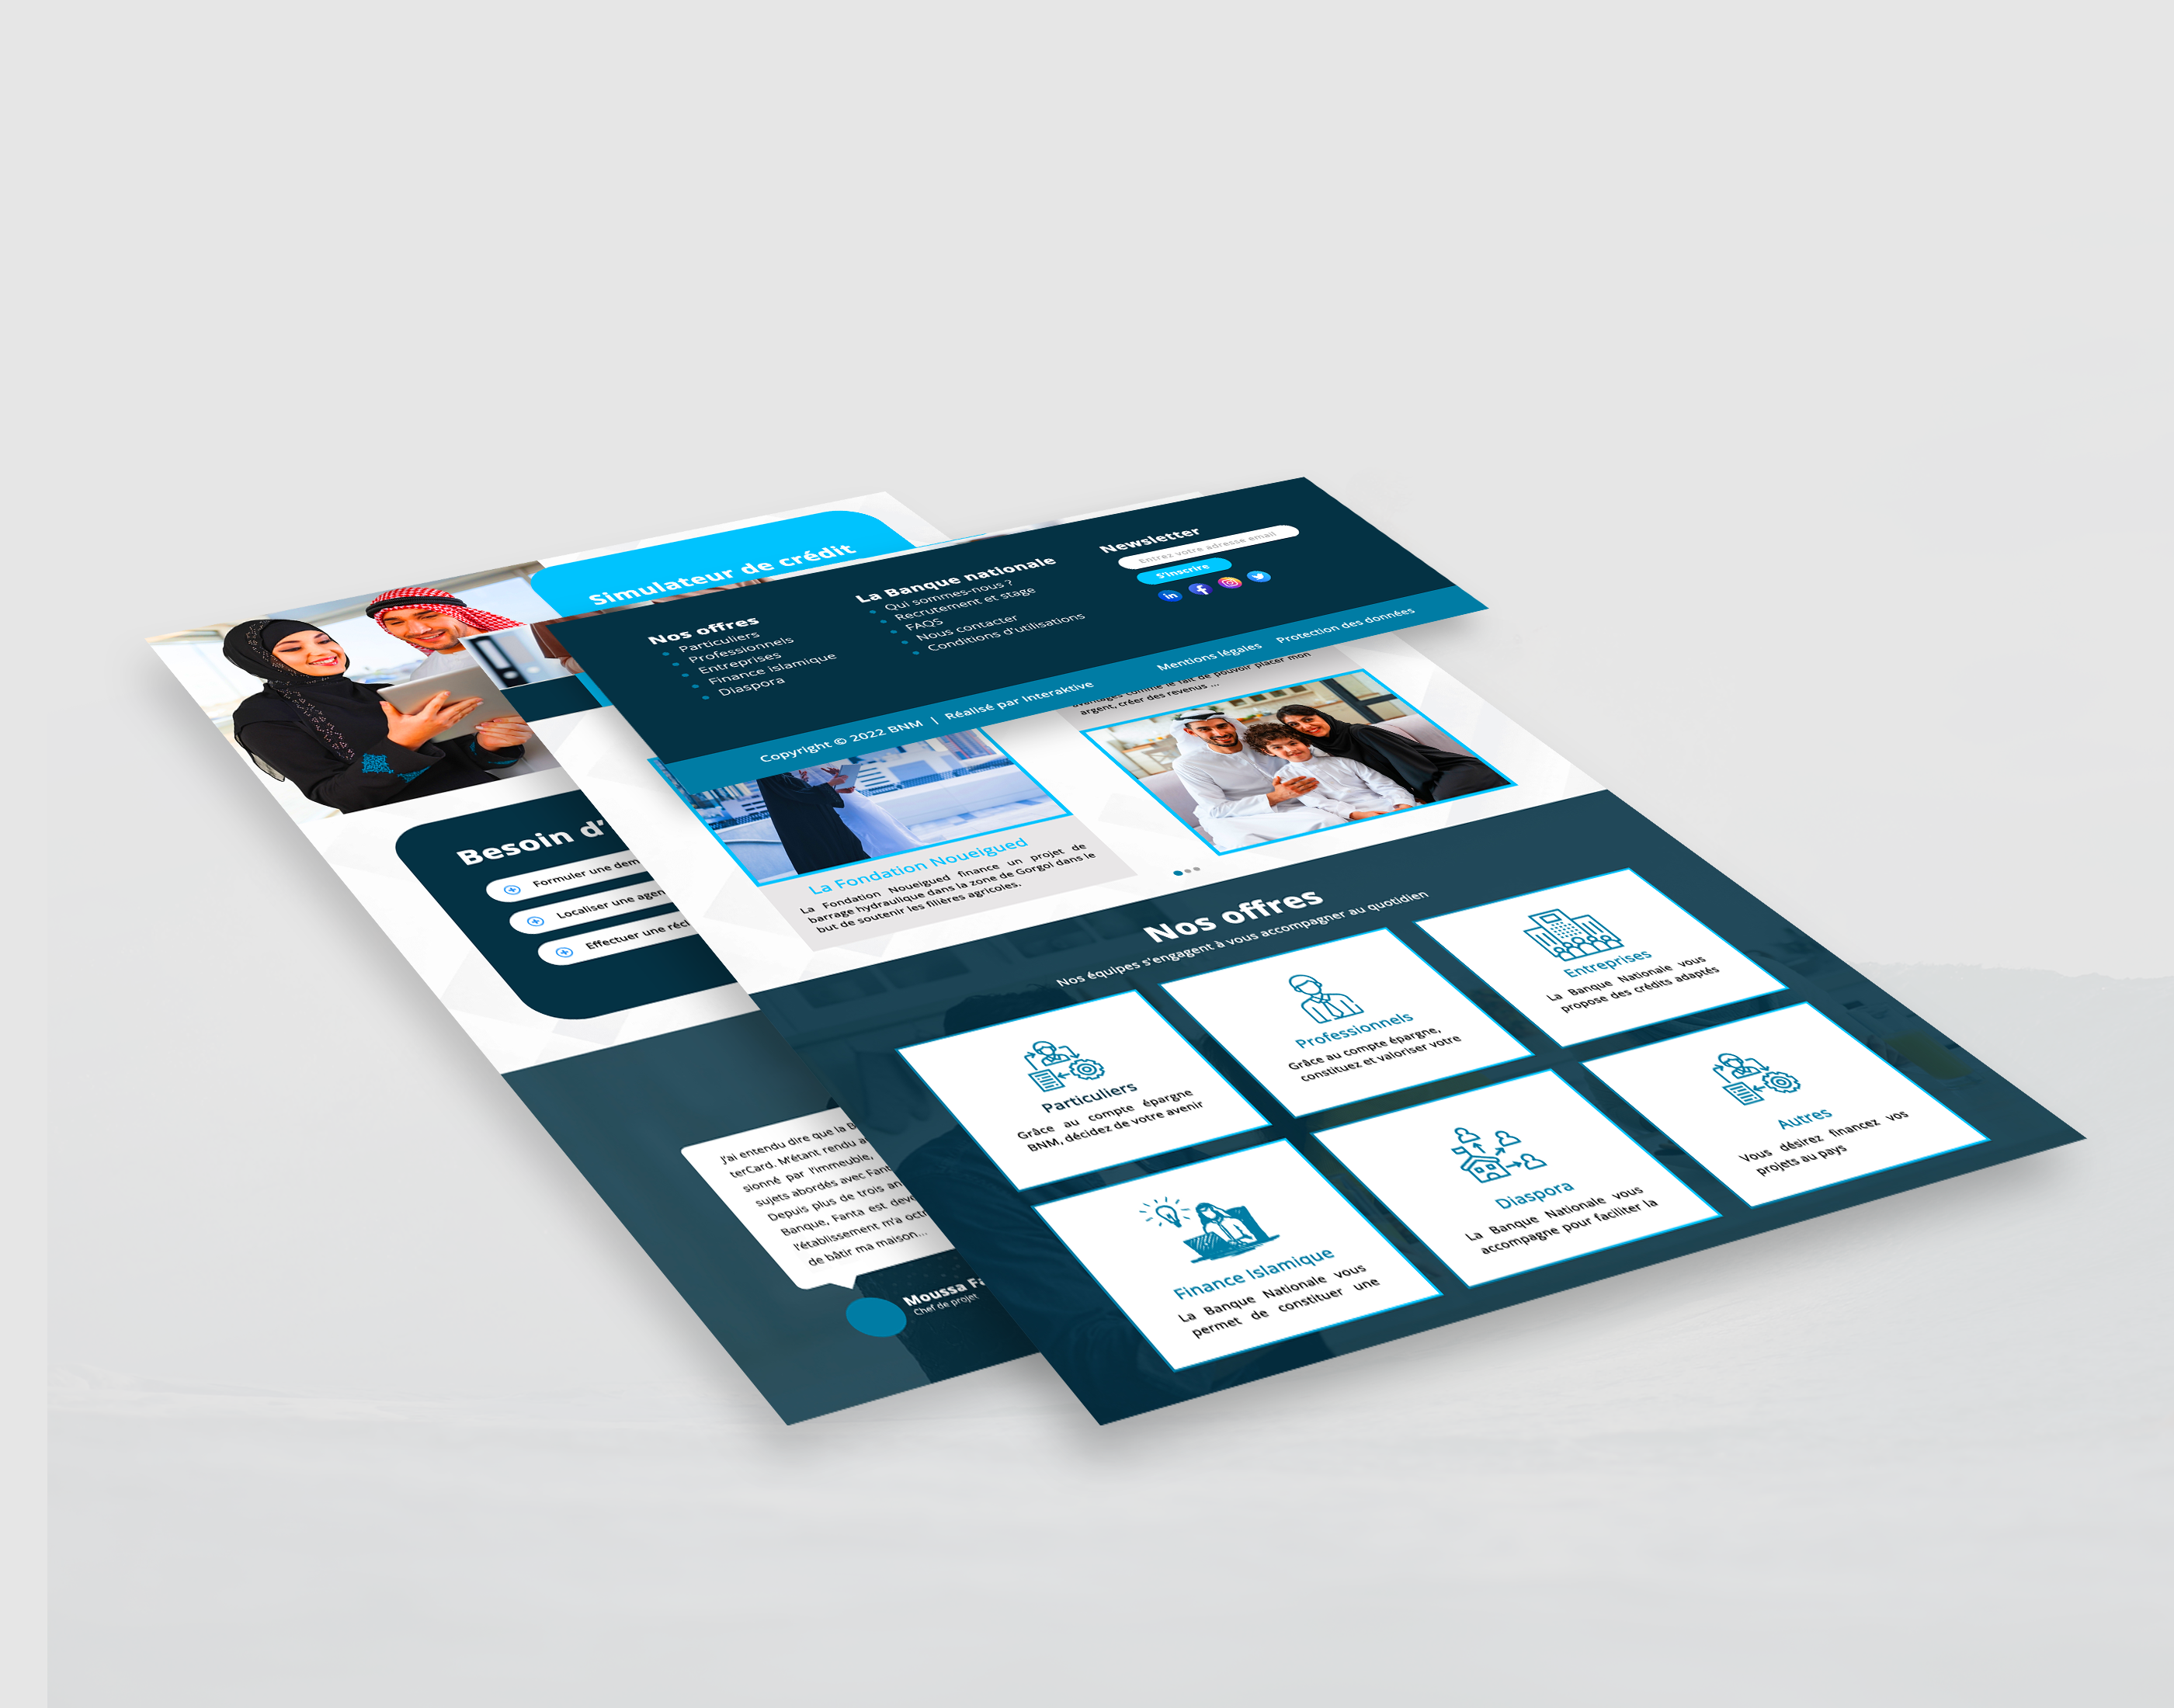 Simulateur de crédit
Besoin d'
Formuler une dem
Localiser une agen
Effectuer une réc
J'ai entendu dire que la B
terCard. M'étant rendu a
sionné par l'immeuble,
sujets abordés avec Fant
Depuis plus de trois an
Banque, Fanta est deve
l'établissement m'a octr
de bâtir ma maison...
Moussa Fa
Chef de projet
Nos offres
Particuliers
Professionnels
Entreprises
Finance islamique
Diaspora
La Banque nationale
Qui sommes-nous ?
Recrutement et stage
FAQS
Nous contacter
Conditions d'utilisations
Newsletter
Entrez votre adresse email
S'inscrire
Copyright © 2022 BNM | Réalisé par Interaktive
Mentions légales
Protection des données
avantages comme le fait de pouvoir placer mon
argent, créer des revenus ...
La Fondation Noueigued
La Fondation Noueigued finance un projet de
barrage hydraulique dans la zone de Gorgol dans le
but de soutenir les filières agricoles.
Nos offres
Nos équipes s'engagent à vous accompagner au quotidien
Particuliers
Grâce au compte épargne
BNM, décidez de votre avenir
Professionnels
Grâce au compte épargne,
constituez et valoriser votre
Entreprises
La Banque Nationale vous
propose des crédits adaptés
Finance Islamique
La Banque Nationale vous
permet de constituer une
Diaspora
La Banque Nationale vous
accompagne pour faciliter la
Autres
Vous désirez financez vos
projets au pays